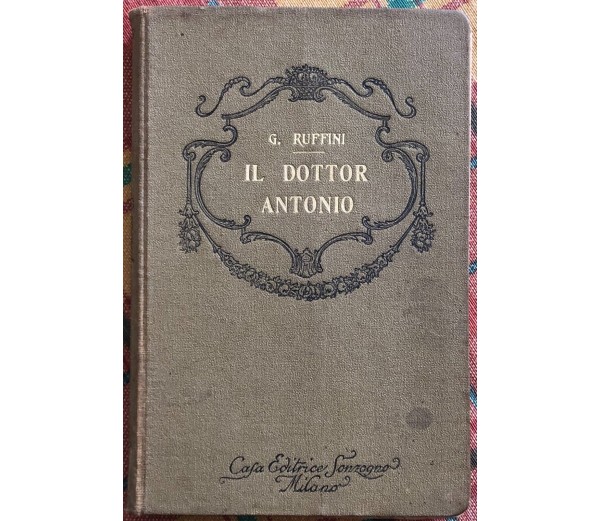 G. RUFFINI
IL DOTTOR
ANTONIO
Casa Editrice Sonzogno
Milano